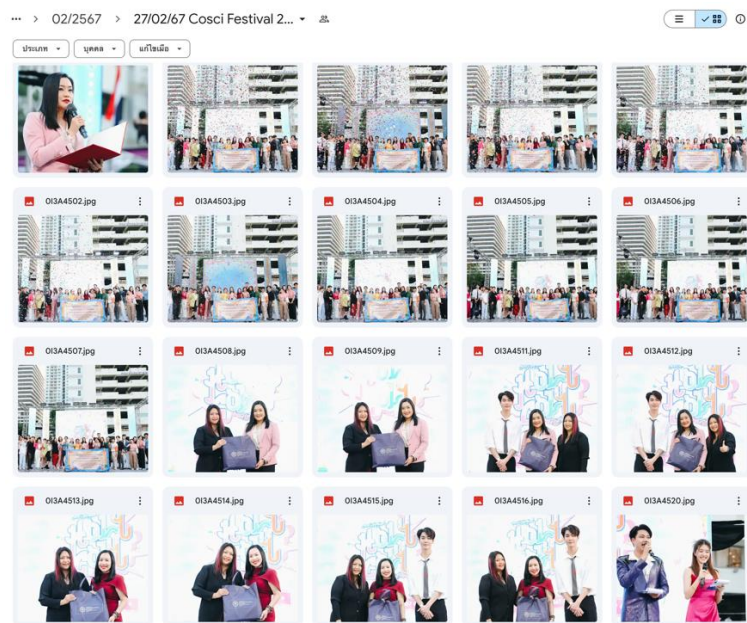 ... > 02/2567 > 27/02/67 Cosci Festival 2...
ประเภท บุคคล แก้ไขเมื่อ
0I3A4502.jpg 0I3A4503.jpg 0I3A4504.jpg 0I3A4505.jpg 0I3A4506.jpg
0I3A4507.jpg 0I3A4508.jpg 0I3A4509.jpg 0I3A4511.jpg 0I3A4512.jpg
0I3A4513.jpg 0I3A4514.jpg 0I3A4515.jpg 0I3A4516.jpg 0I3A4520.jpg